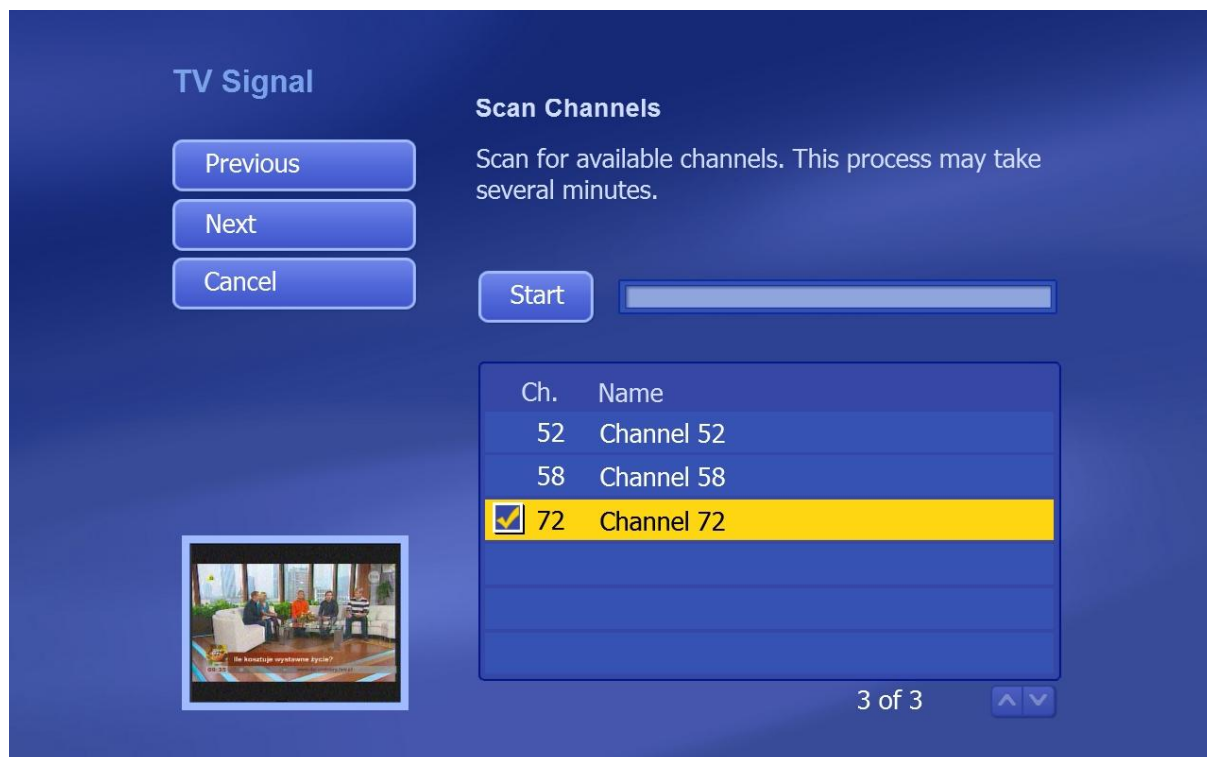 TV Signal
Previous
Next
Cancel
Scan Channels
Scan for available channels. This process may take
several minutes.
Start
Ch. Name
52 Channel 52
58 Channel 58
72 Channel 72
3 of 3
Ile kosztuje wystawne życie?